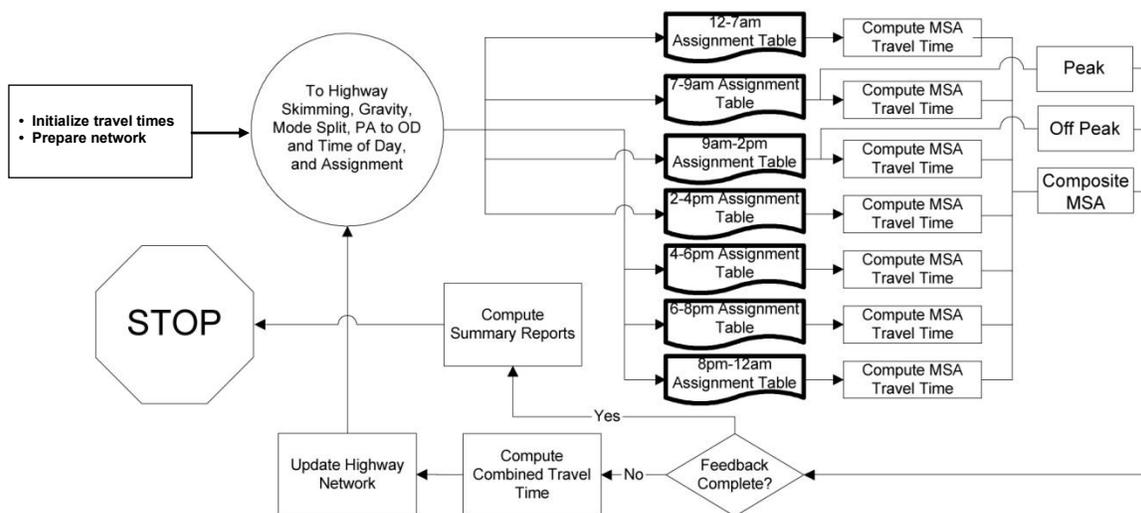 • Initialize travel times
• Prepare network
To Highway
Skimming, Gravity,
Mode Split, PA to OD
and Time of Day,
and Assignment
12-7am
Assignment Table
Compute MSA
Travel Time
7-9am Assignment
Table
Compute MSA
Travel Time
9am-2pm
Assignment Table
Compute MSA
Travel Time
2-4pm Assignment
Table
Compute MSA
Travel Time
4-6pm Assignment
Table
Compute MSA
Travel Time
6-8pm Assignment
Table
Compute MSA
Travel Time
8pm-12am
Assignment Table
Compute MSA
Travel Time
Peak
Off Peak
Composite
MSA
Feedback
Complete?
Yes
No
Compute
Summary Reports
STOP
Compute
Combined Travel
Time
Update Highway
Network